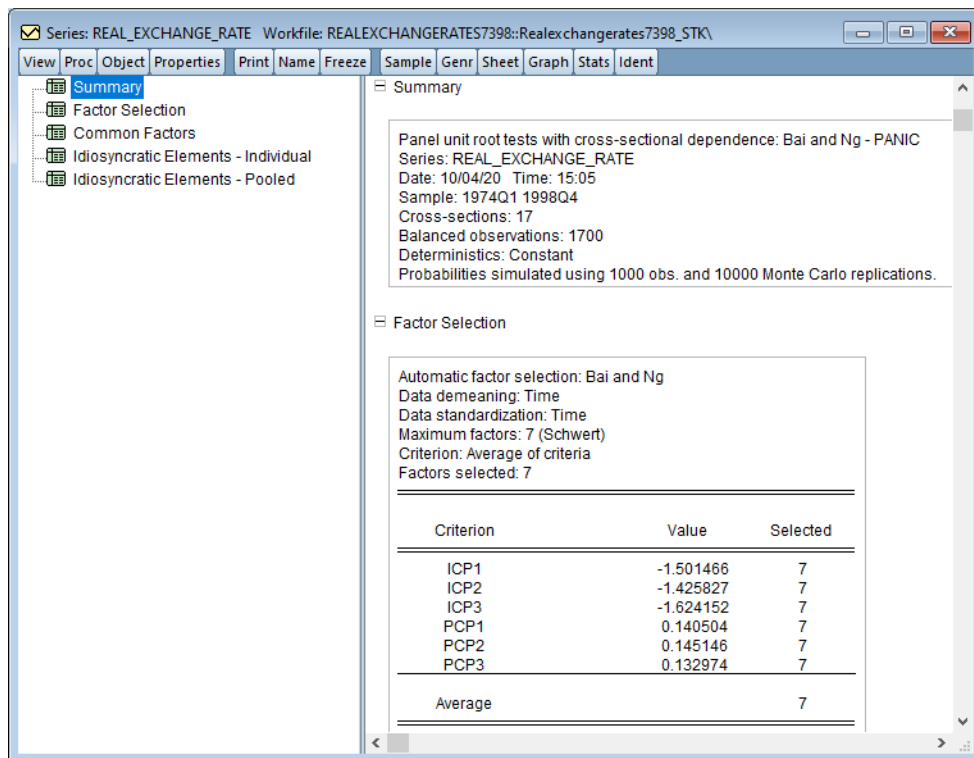 Series: REAL_EXCHANGE_RATE Workfile: REALEXCHANGERATES7398::Realexchangerates7398_STK\
View Proc Object Properties Print Name Freeze Sample Genr Sheet Graph Stats Ident
Summary
Factor Selection
Common Factors
Idiosyncratic Elements - Individual
Idiosyncratic Elements - Pooled
Summary
Panel unit root tests with cross-sectional dependence: Bai and Ng - PANIC
Series: REAL_EXCHANGE_RATE
Date: 10/04/20 Time: 15:05
Sample: 1974Q1 1998Q4
Cross-sections: 17
Balanced observations: 1700
Deterministics: Constant
Probabilities simulated using 1000 obs. and 10000 Monte Carlo replications.
Factor Selection
Automatic factor selection: Bai and Ng
Data demeaning: Time
Data standardization: Time
Maximum factors: 7 (Schwert)
Criterion: Average of criteria
Factors selected: 7
Criterion Value Selected
ICP1 -1.501466 7
ICP2 -1.425827 7
ICP3 -1.624152 7
PCP1 0.140504 7
PCP2 0.145146 7
PCP3 0.132974 7
Average 7